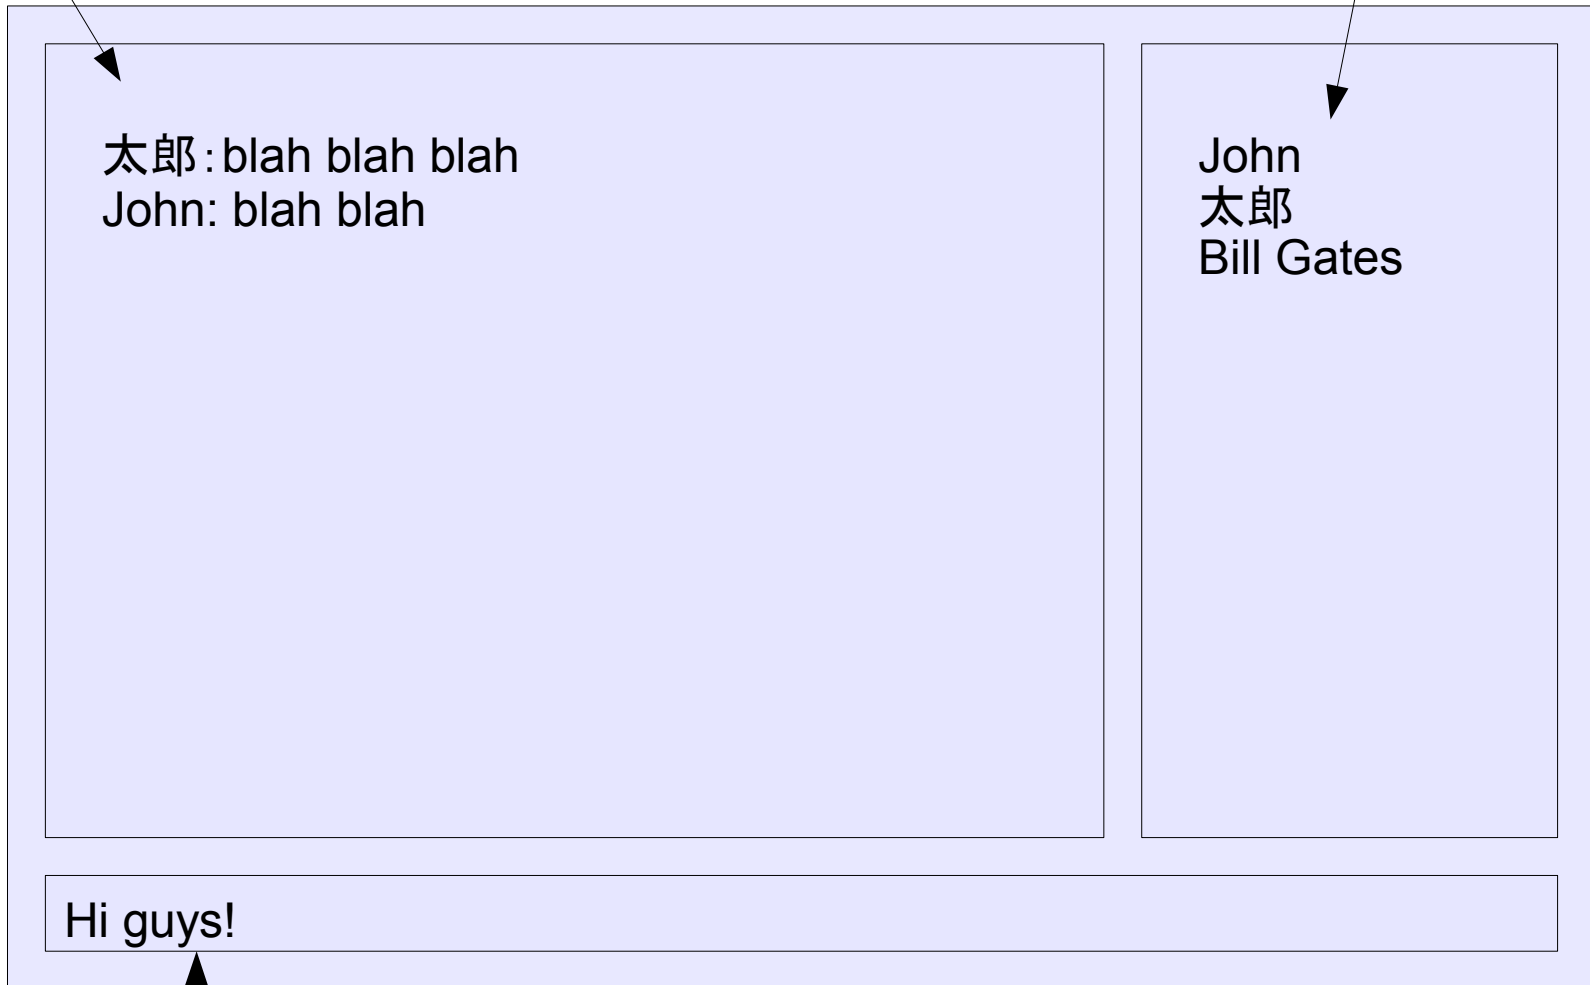 太郎：blah blah blah
John: blah blah
John
太郎
Bill Gates
Hi guys!